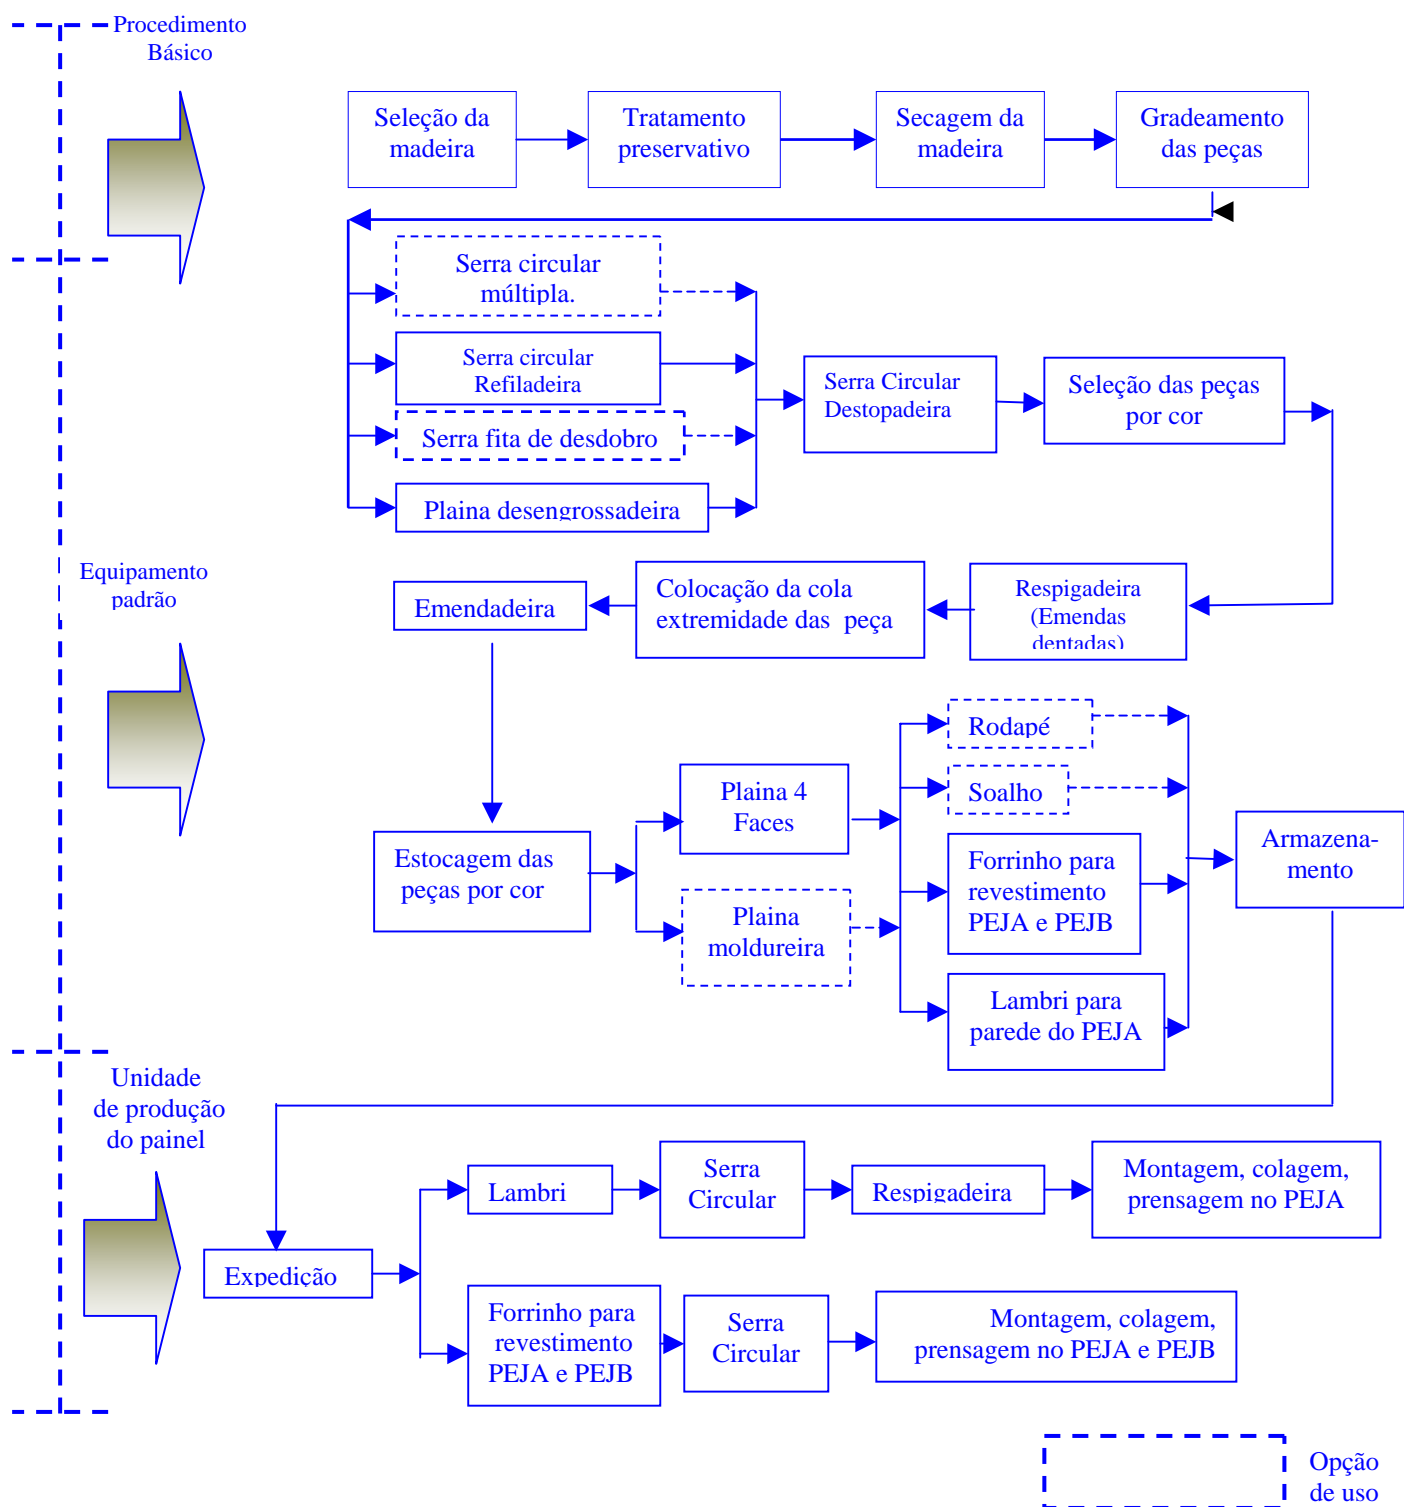 Procedimento
Básico
Seleção da
madeira
Tratamento
preservativo
Secagem da
madeira
Gradeamento
das peças
Serra circular
múltipla.
Serra circular
Refiladeira
Serra fita de desdobro
Plaina desengrossadeira
Serra Circular
Destopadeira
Seleção das peças
por cor
Equipamento
padrão
Emendadeira
Colocação da cola
extremidade das peça
Respigadeira
(Emendas
dentadas)
Estocagem das
peças por cor
Plaina 4
Faces
Plaina
moldureira
Rodapé
Soalho
Forrinho para
revestimento
PEJA e PEJB
Lambri para
parede do PEJA
Armazena-
mento
Unidade
de produção
do painel
Expedição
Lambri
Serra
Circular
Respigadeira
Montagem, colagem,
prensagem no PEJA
Forrinho para
revestimento
PEJA e PEJB
Serra
Circular
Montagem, colagem,
prensagem no PEJA e PEJB
Opção
de uso